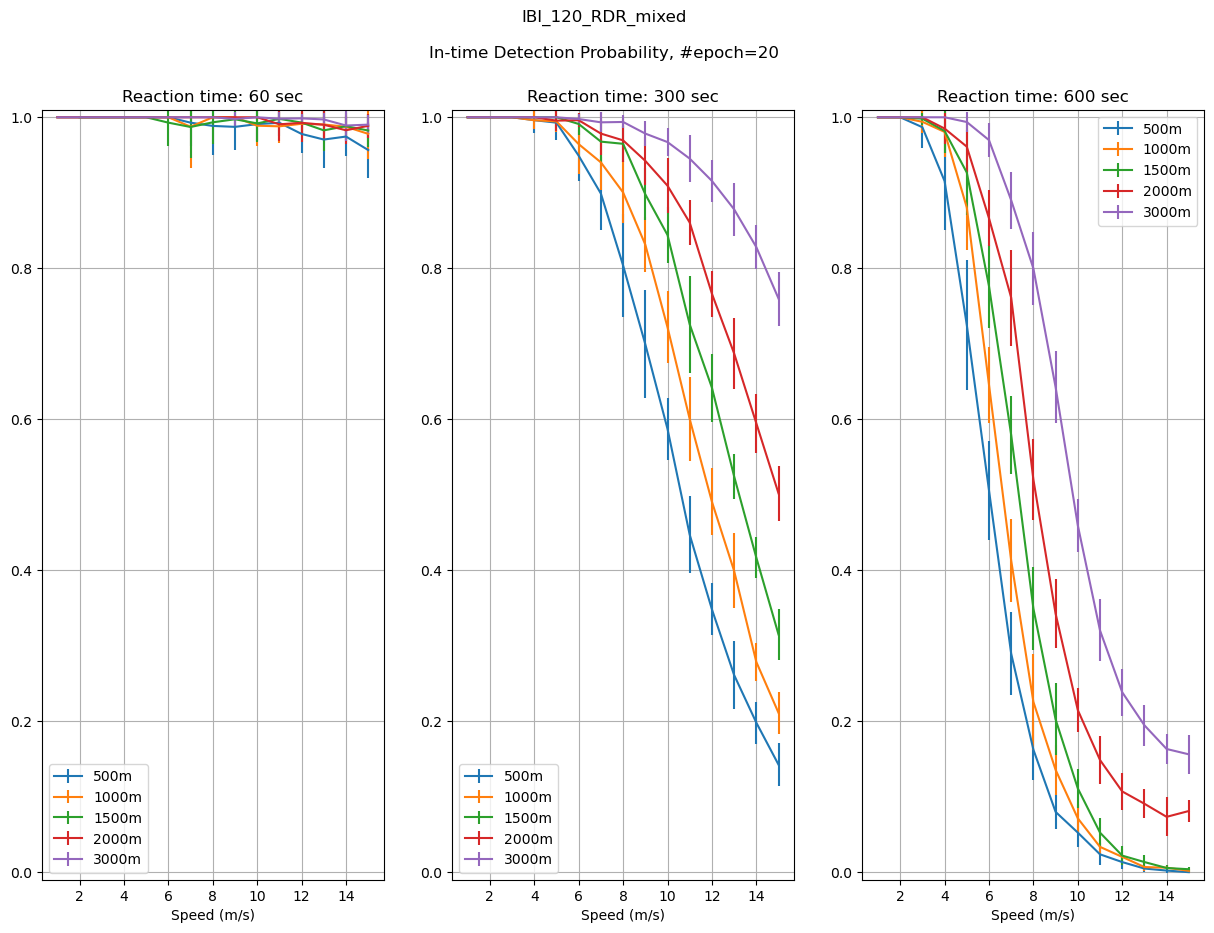 IBI_120_RDR_mixed
In-time Detection Probability, #epoch=20
Reaction time: 60 sec
1.0
0.8
0.6
0.4
0.2
0.0
500m
1000m
1500m
2000m
3000m
2 4 6 8 10 12 14
Speed (m/s)
Reaction time: 300 sec
1.0
0.8
0.6
0.4
0.2
0.0
500m
1000m
1500m
2000m
3000m
2 4 6 8 10 12 14
Speed (m/s)
Reaction time: 600 sec
1.0
0.8
0.6
0.4
0.2
0.0
500m
1000m
1500m
2000m
3000m
2 4 6 8 10 12 14
Speed (m/s)